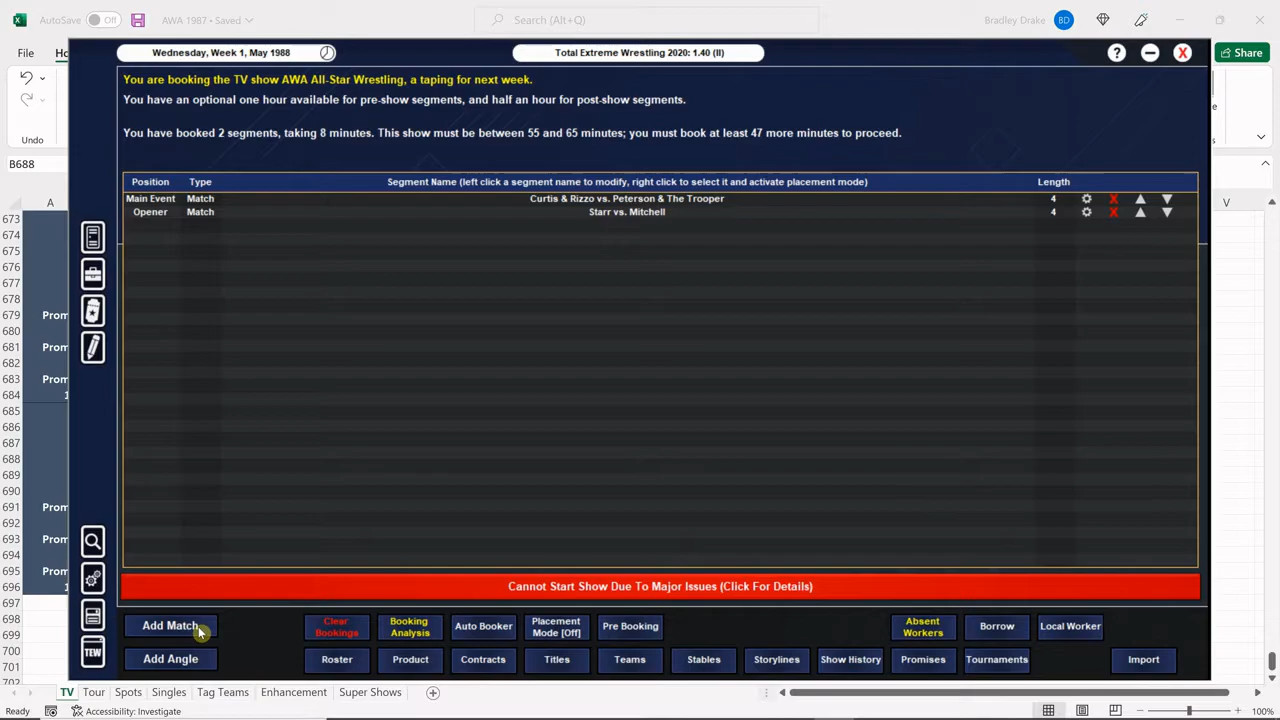 AutoSave Off AWA 1987 • Saved Search (Alt+Q) Bradley Drake BD
Wednesday, Week 1, May 1988 Total Extreme Wrestling 2020: 1.40 (II) ? X
File Ho Share
You are booking the TV show AWA All-Star Wrestling, a taping for next week.
You have an optional one hour available for pre-show segments, and half an hour for post-show segments.
Undo
You have booked 2 segments, taking 8 minutes. This show must be between 55 and 65 minutes; you must book at least 47 more minutes to proceed.
B688
Position Type Segment Name (left click a segment name to modify, right click to select it and activate placement mode) Length
Main Event Match Curtis & Rizzo vs. Peterson & The Trooper 4 X
Opener Match Starr vs. Mitchell 4 X
A V
673
674
675
676
677
678
679 Prom
680
681 Prom
682
683 Prom
684 1
685
686
687
688
689
690
691 Prom
692
693 Prom
694
695 Prom
696 1
697
698
699
700
701
702
Cannot Start Show Due To Major Issues (Click For Details)
Add Match Clear Bookings Booking Analysis Auto Booker Placement Mode [Off] Pre Booking Absent Workers Borrow Local Worker
TEW Add Angle Roster Product Contracts Titles Teams Stables Storylines Show History Promises Tournaments Import
TV Tour Spots Singles Tag Teams Enhancement Super Shows
Ready Accessibility: Investigate 100%